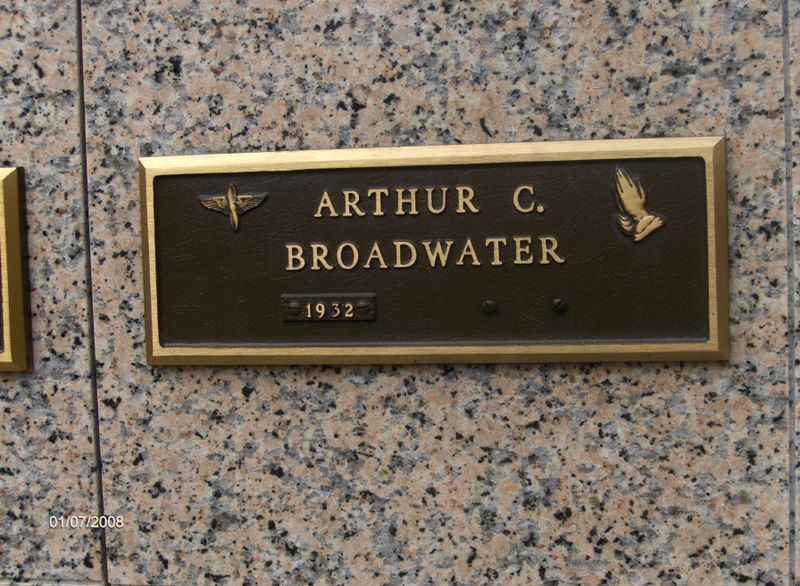 ARTHUR C.
BROADWATER
1932
01/07/2008